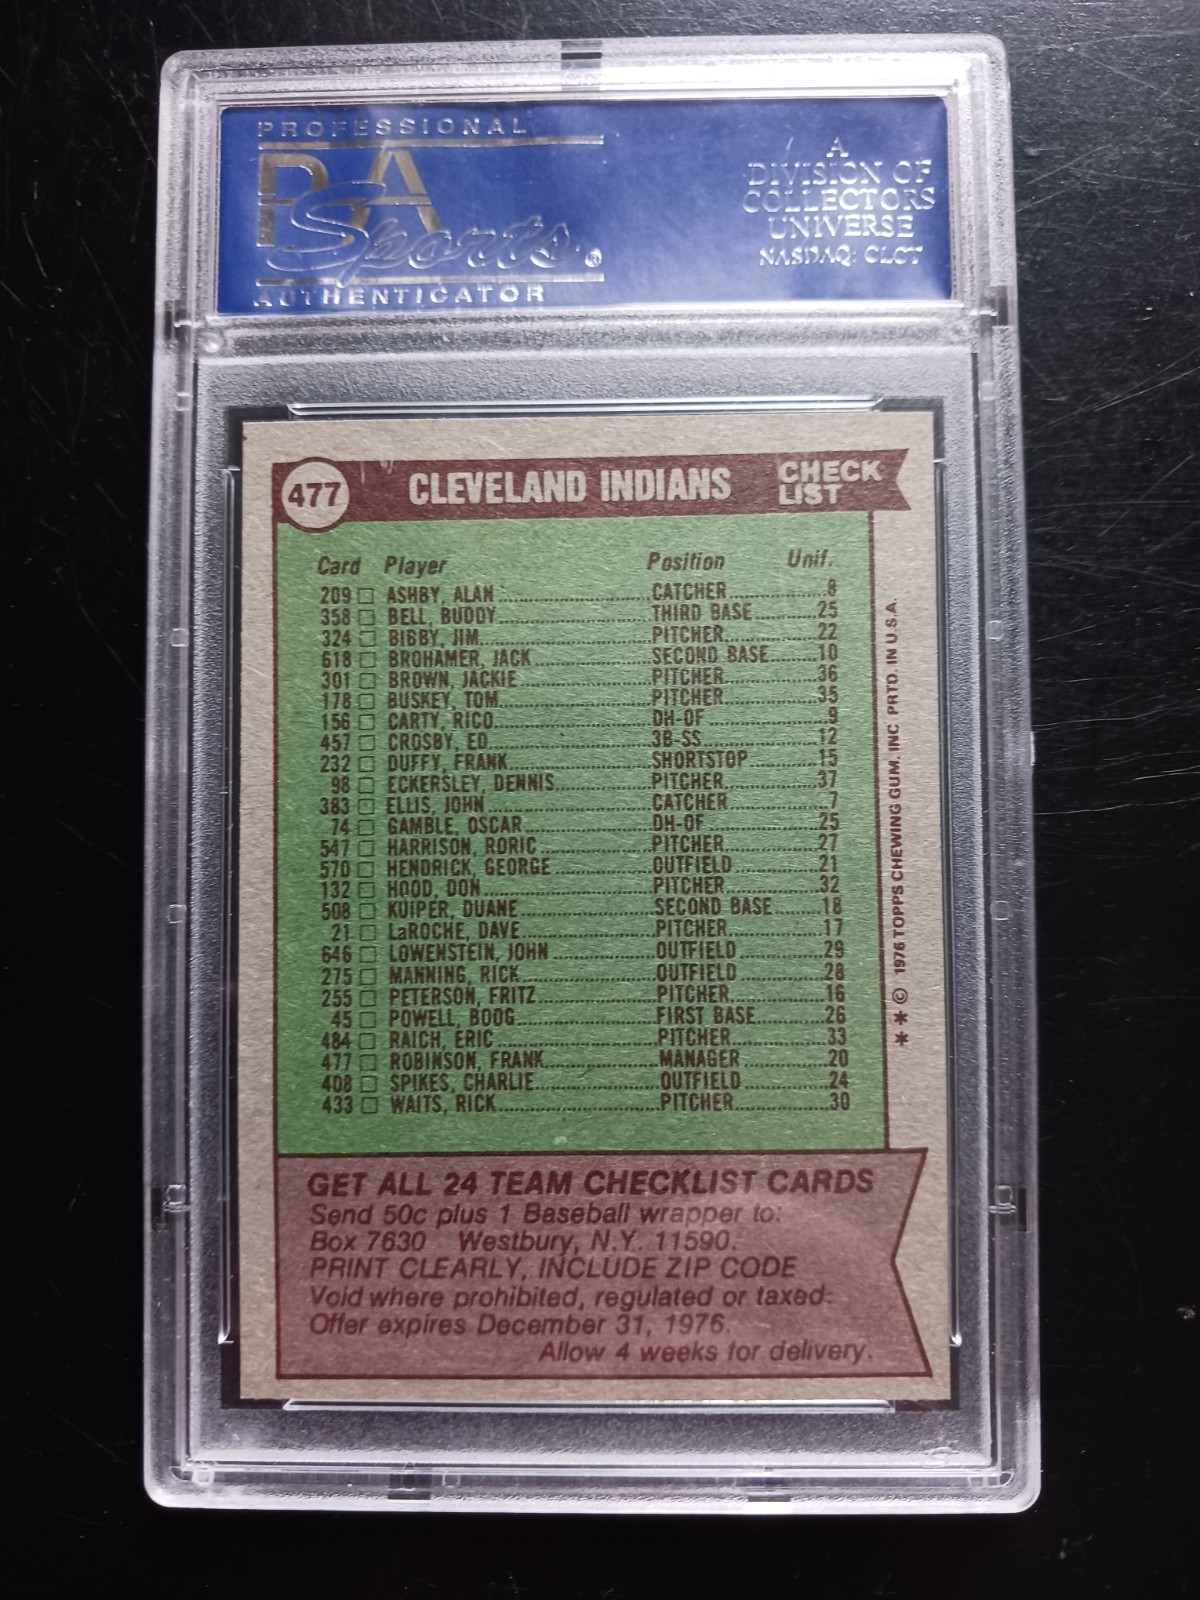 PROFESSIONAL
PSA
Sports®
AUTHENTICATOR
A
DIVISION OF
COLLECTORS
UNIVERSE
NASDAQ: CLCT
477 CLEVELAND INDIANS CHECK LIST
Card Player Position Unif.
209 ASHBY, ALAN CATCHER 8
358 BELL, BUDDY THIRD BASE 25
324 BIBBY, JIM PITCHER 22
618 BROHAMER, JACK SECOND BASE 10
301 BROWN, JACKIE PITCHER 36
178 BUSKEY, TOM PITCHER 35
156 CARTY, RICO DH-OF 9
457 CROSBY, ED 3B-SS 12
232 DUFFY, FRANK SHORTSTOP 15
98 ECKERSLEY, DENNIS PITCHER 37
383 ELLIS, JOHN CATCHER 7
74 GAMBLE, OSCAR DH-OF 25
547 HARRISON, RORIC PITCHER 27
570 HENDRICK, GEORGE OUTFIELD 21
132 HOOD, DON PITCHER 32
508 KUIPER, DUANE SECOND BASE 18
21 LaROCHE, DAVE PITCHER 17
646 LOWENSTEIN, JOHN OUTFIELD 29
275 MANNING, RICK OUTFIELD 28
255 PETERSON, FRITZ PITCHER 16
45 POWELL, BOOG FIRST BASE 26
484 RAICH, ERIC PITCHER 33
477 ROBINSON, FRANK MANAGER 20
408 SPIKES, CHARLIE OUTFIELD 24
433 WAITS, RICK PITCHER 30
**© 1976 TOPPS CHEWING GUM, INC PRTD. IN U.S.A.
GET ALL 24 TEAM CHECKLIST CARDS
Send 50c plus 1 Baseball wrapper to:
Box 7630 Westbury, N.Y. 11590.
PRINT CLEARLY, INCLUDE ZIP CODE
Void where prohibited, regulated or taxed.
Offer expires December 31, 1976.
Allow 4 weeks for delivery.